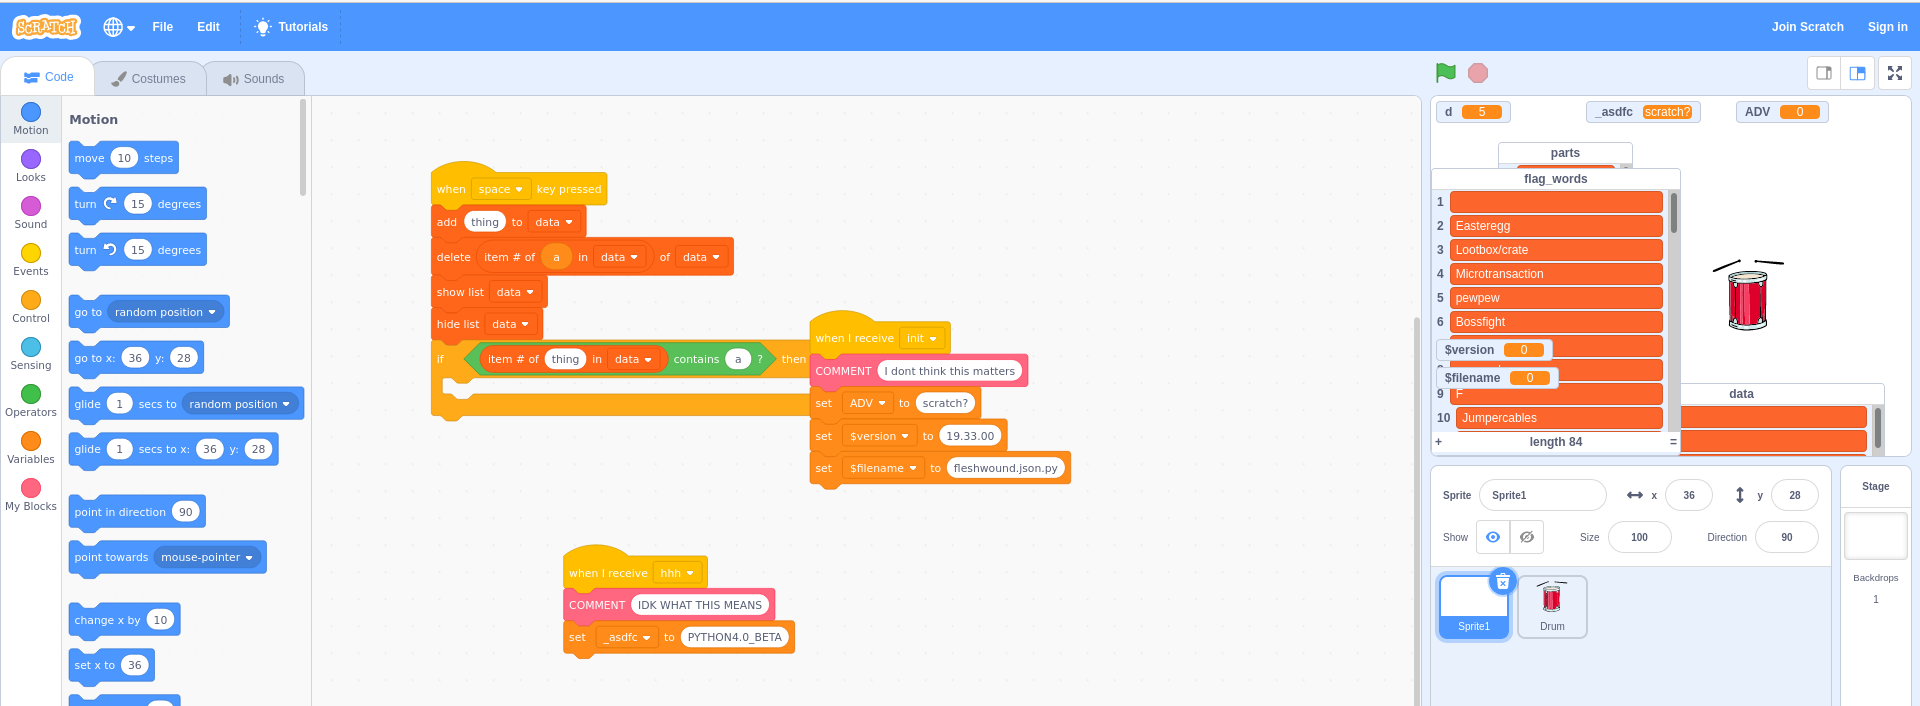 SCRATCH File Edit Tutorials Join Scratch Sign in
Code Costumes Sounds
Motion
Looks
Sound
Events
Control
Sensing
Operators
Variables
My Blocks
Motion
move 10 steps
turn 15 degrees
turn 15 degrees
go to random position
go to x: 36 y: 28
glide 1 secs to random position
glide 1 secs to x: 36 y: 28
point in direction 90
point towards mouse-pointer
change x by 10
set x to 36
when space key pressed
add thing to data
delete item # of a in data of data
show list data
hide list data
if item # of thing in data contains a ? then
when I receive init
COMMENT I dont think this matters
set ADV to scratch?
set $version to 19.33.00
set $filename to fleshwound.json.py
when I receive hhh
COMMENT IDK WHAT THIS MEANS
set _asdfc to PYTHON4.0_BETA
d 5
_asdfc scratch?
ADV 0
parts
flag_words
1
2 Easteregg
3 Lootbox/crate
4 Microtransaction
5 pewpew
6 Bossfight
$version 0
$filename 0
9 F
10 Jumpercables
+ length 84 =
data
Sprite Sprite1 x 36 y 28
Show Size 100 Direction 90
Sprite1
Drum
Stage
Backdrops
1